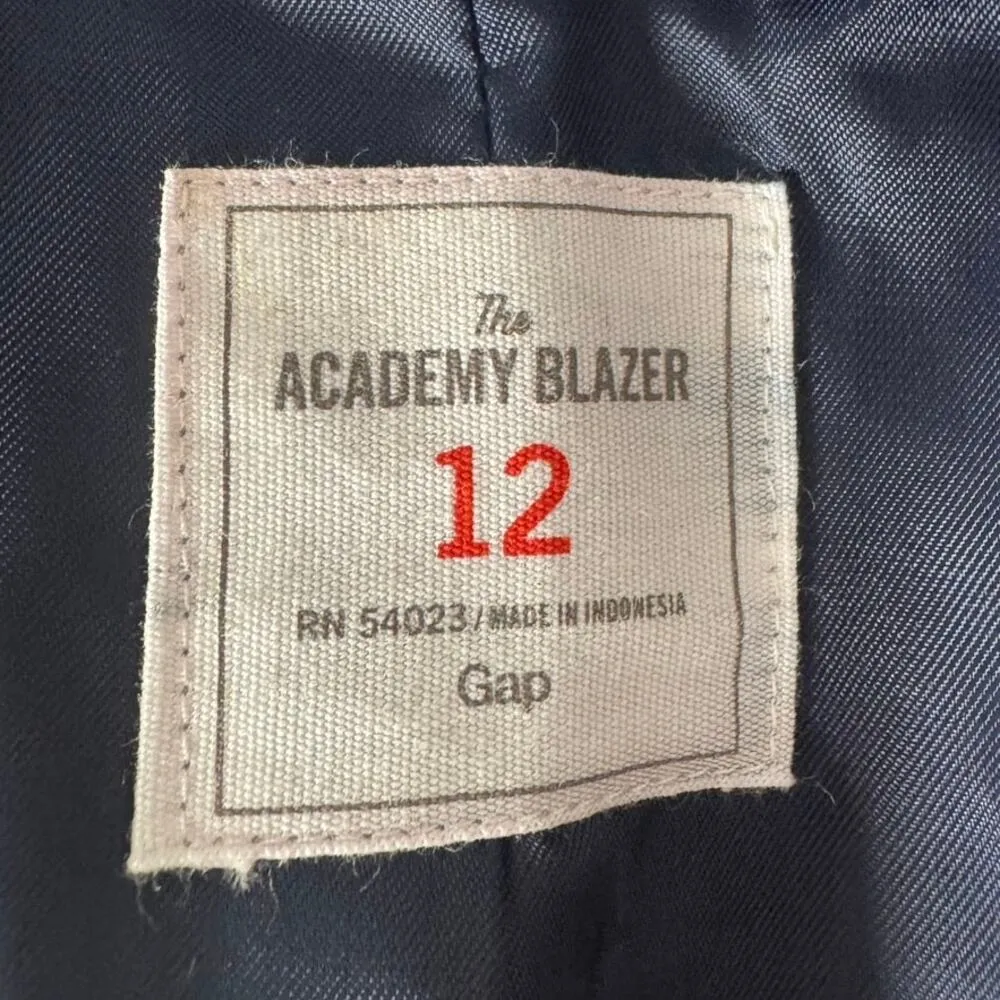 The
ACADEMY BLAZER
12
RN 54023/MADE IN INDONESIA
Gap